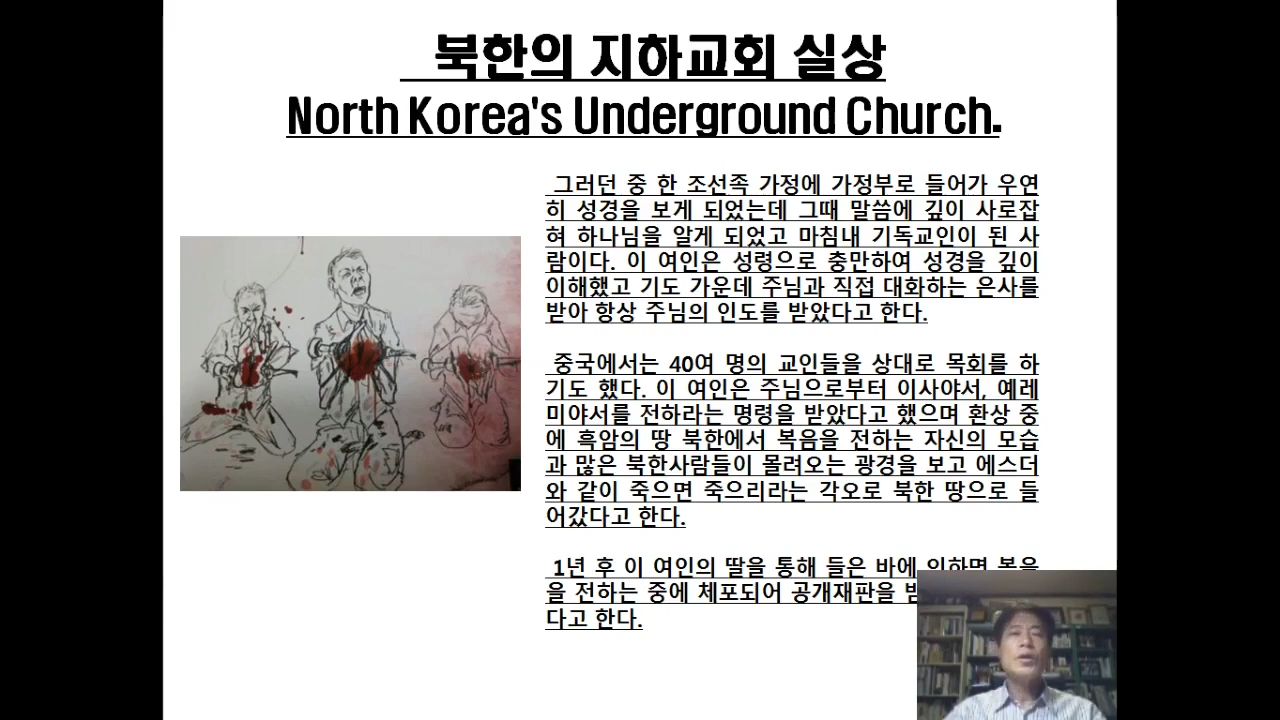 북한의 지하교회 실상
North Korea's Underground Church.
그러던 중 한 조선족 가정에 가정부로 들어가 우연
히 성경을 보게 되었는데 그때 말씀에 깊이 사로잡
혀 하나님을 알게 되었고 마침내 기독교인이 된 사
람이다. 이 여인은 성령으로 충만하여 성경을 깊이
이해했고 기도 가운데 주님과 직접 대화하는 은사를
받아 항상 주님의 인도를 받았다고 한다.
중국에서는 40여 명의 교인들을 상대로 목회를 하
기도 했다. 이 여인은 주님으로부터 이사야서, 예레
미야서를 전하라는 명령을 받았다고 했으며 환상 중
에 흑암의 땅 북한에서 복음을 전하는 자신의 모습
과 많은 북한사람들이 몰려오는 광경을 보고 에스더
와 같이 죽으면 죽으리라는 각오로 북한 땅으로 들
어갔다고 한다.
1년 후 이 여인의 딸을 통해 들은 바에 의하면 복음
을 전하는 중에 체포되어 공개재판을
다고 한다.